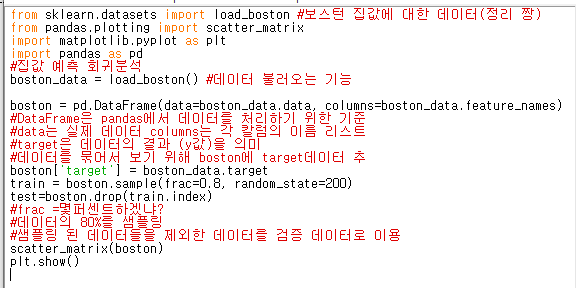 from sklearn.datasets import load_boston #보스턴 집값에 대한 데이터(정리 짱)
from pandas.plotting import scatter_matrix
import matplotlib.pyplot as plt
import pandas as pd
#집값 예측 회귀분석
boston_data = load_boston() #데이터 불러오는 기능
boston = pd.DataFrame(data=boston_data.data, columns=boston_data.feature_names)
#DataFrame은 pandas에서 데이터를 처리하기 위한 기준
#data는 실제 데이터 columns는 각 칼럼의 이름 리스트
#target은 데이터의 결과 (y값)을 의미
#데이터를 묶어서 보기 위해 boston에 target데이터 추
boston['target'] = boston_data.target
train = boston.sample(frac=0.8, random_state=200)
test=boston.drop(train.index)
#frac =몇퍼센트하겠냐?
#데이터의 80%를 샘플링
#샘플링 된 데이터들을 제외한 데이터를 검증 데이터로 이용
scatter_matrix(boston)
plt.show()